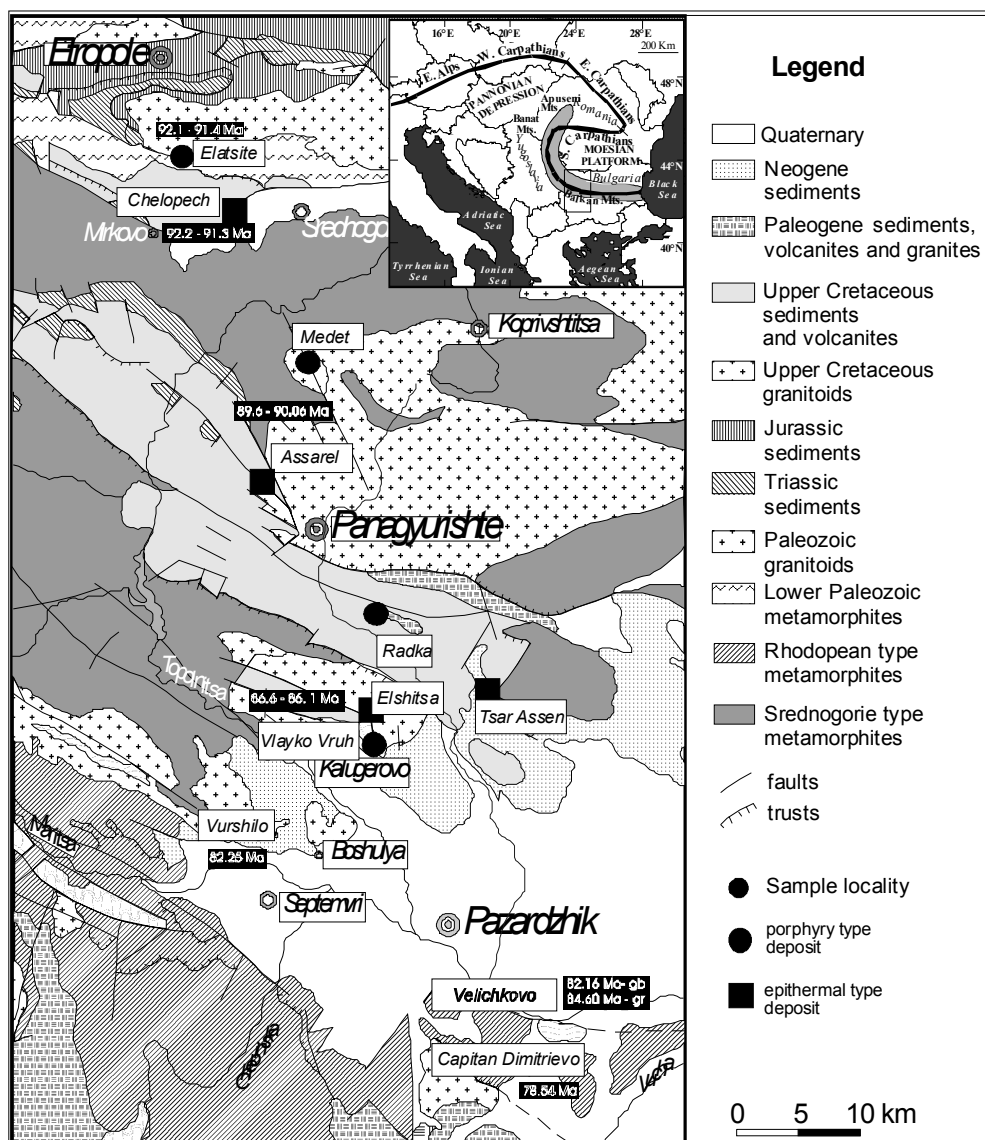 Etropole
92.1 - 91.4 Ma
Elatsite
Chelopech
Mirkovo
92.2 - 91.3 Ma
Srednogo
Medet
Koprivshtitsa
89.6 - 90.06 Ma
Assarel
Panagyurishte
Radka
Topolnitsa
86.6 - 86.1 Ma
Elshitsa
Tsar Assen
Vlayko Vruh
Kalugerovo
Maritsa
Vurshilo
82.25 Ma
Boshulya
Septemvri
Pazardzhik
Velichkovo
82.16 Ma- gb
84.60 Ma - gr
Capitan Dimitrievo
78.54 Ma
16°E
20°E
24°E
28°E
200 Km
E. Alps
W. Carpathians
E. Carpathians
48°N
PANNONIAN
DEPRESSION
Apuseni
Mts.
Romania
Banat
Mts.
S. Carpathians
MOESIAN
PLATFORM
Yugoslavia
44°N
Bulgaria
Balkan Mts.
Black
Sea
Adriatic
Sea
40°N
Tyrrhenian
Sea
Ionian
Sea
Aegean
Sea
Legend
Quaternary
Neogene
sediments
Paleogene sediments,
volcanites and granites
Upper Cretaceous
sediments
and volcanites
Upper Cretaceous
granitoids
Jurassic
sediments
Triassic
sediments
Paleozoic
granitoids
Lower Paleozoic
metamorphites
Rhodopean type
metamorphites
Srednogorie type
metamorphites
faults
trusts
Sample locality
porphyry type
deposit
epithermal type
deposit
0 5 10 km